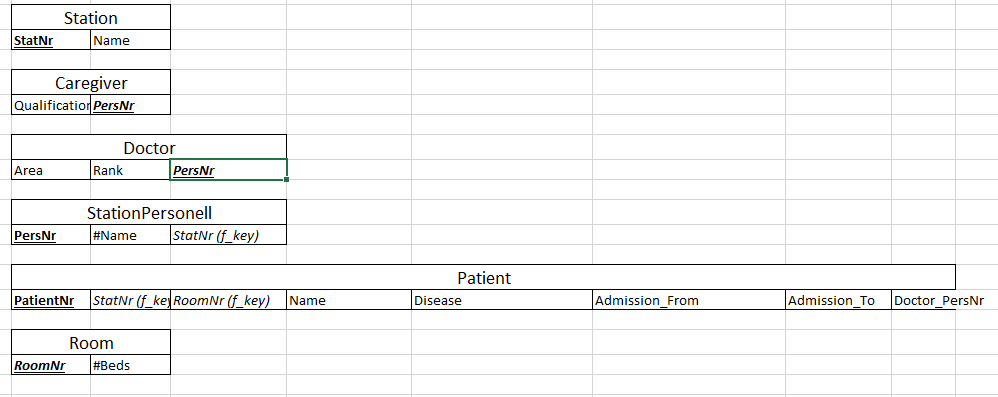 Station
StatNr Name
Caregiver
Qualification PersNr
Doctor
Area Rank PersNr
StationPersonell
PersNr #Name StatNr (f_key)
Patient
PatientNr StatNr (f_key RoomNr (f_key) Name Disease Admission_From Admission_To Doctor_PersNr
Room
RoomNr #Beds